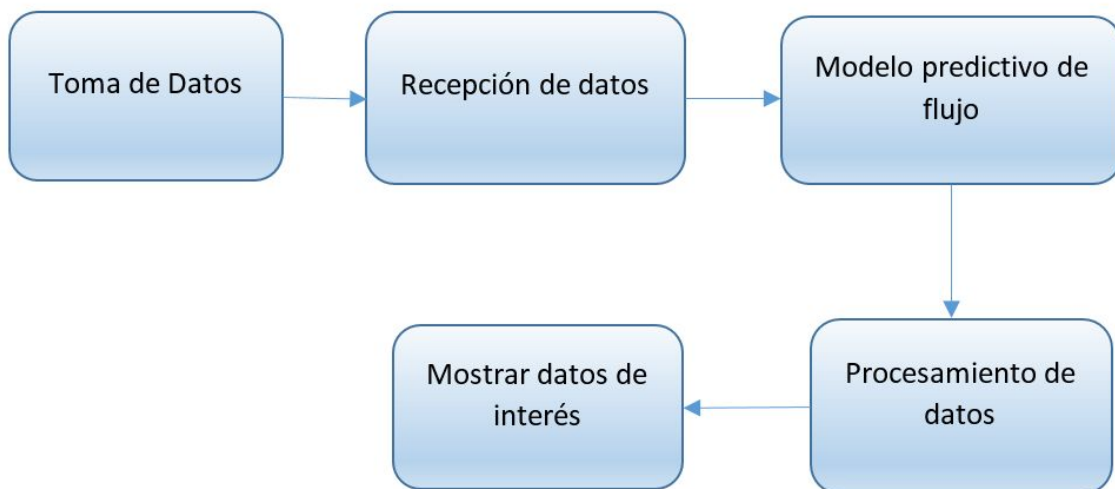 Toma de Datos
Recepción de datos
Modelo predictivo de
flujo
Procesamiento de
datos
Mostrar datos de
interés